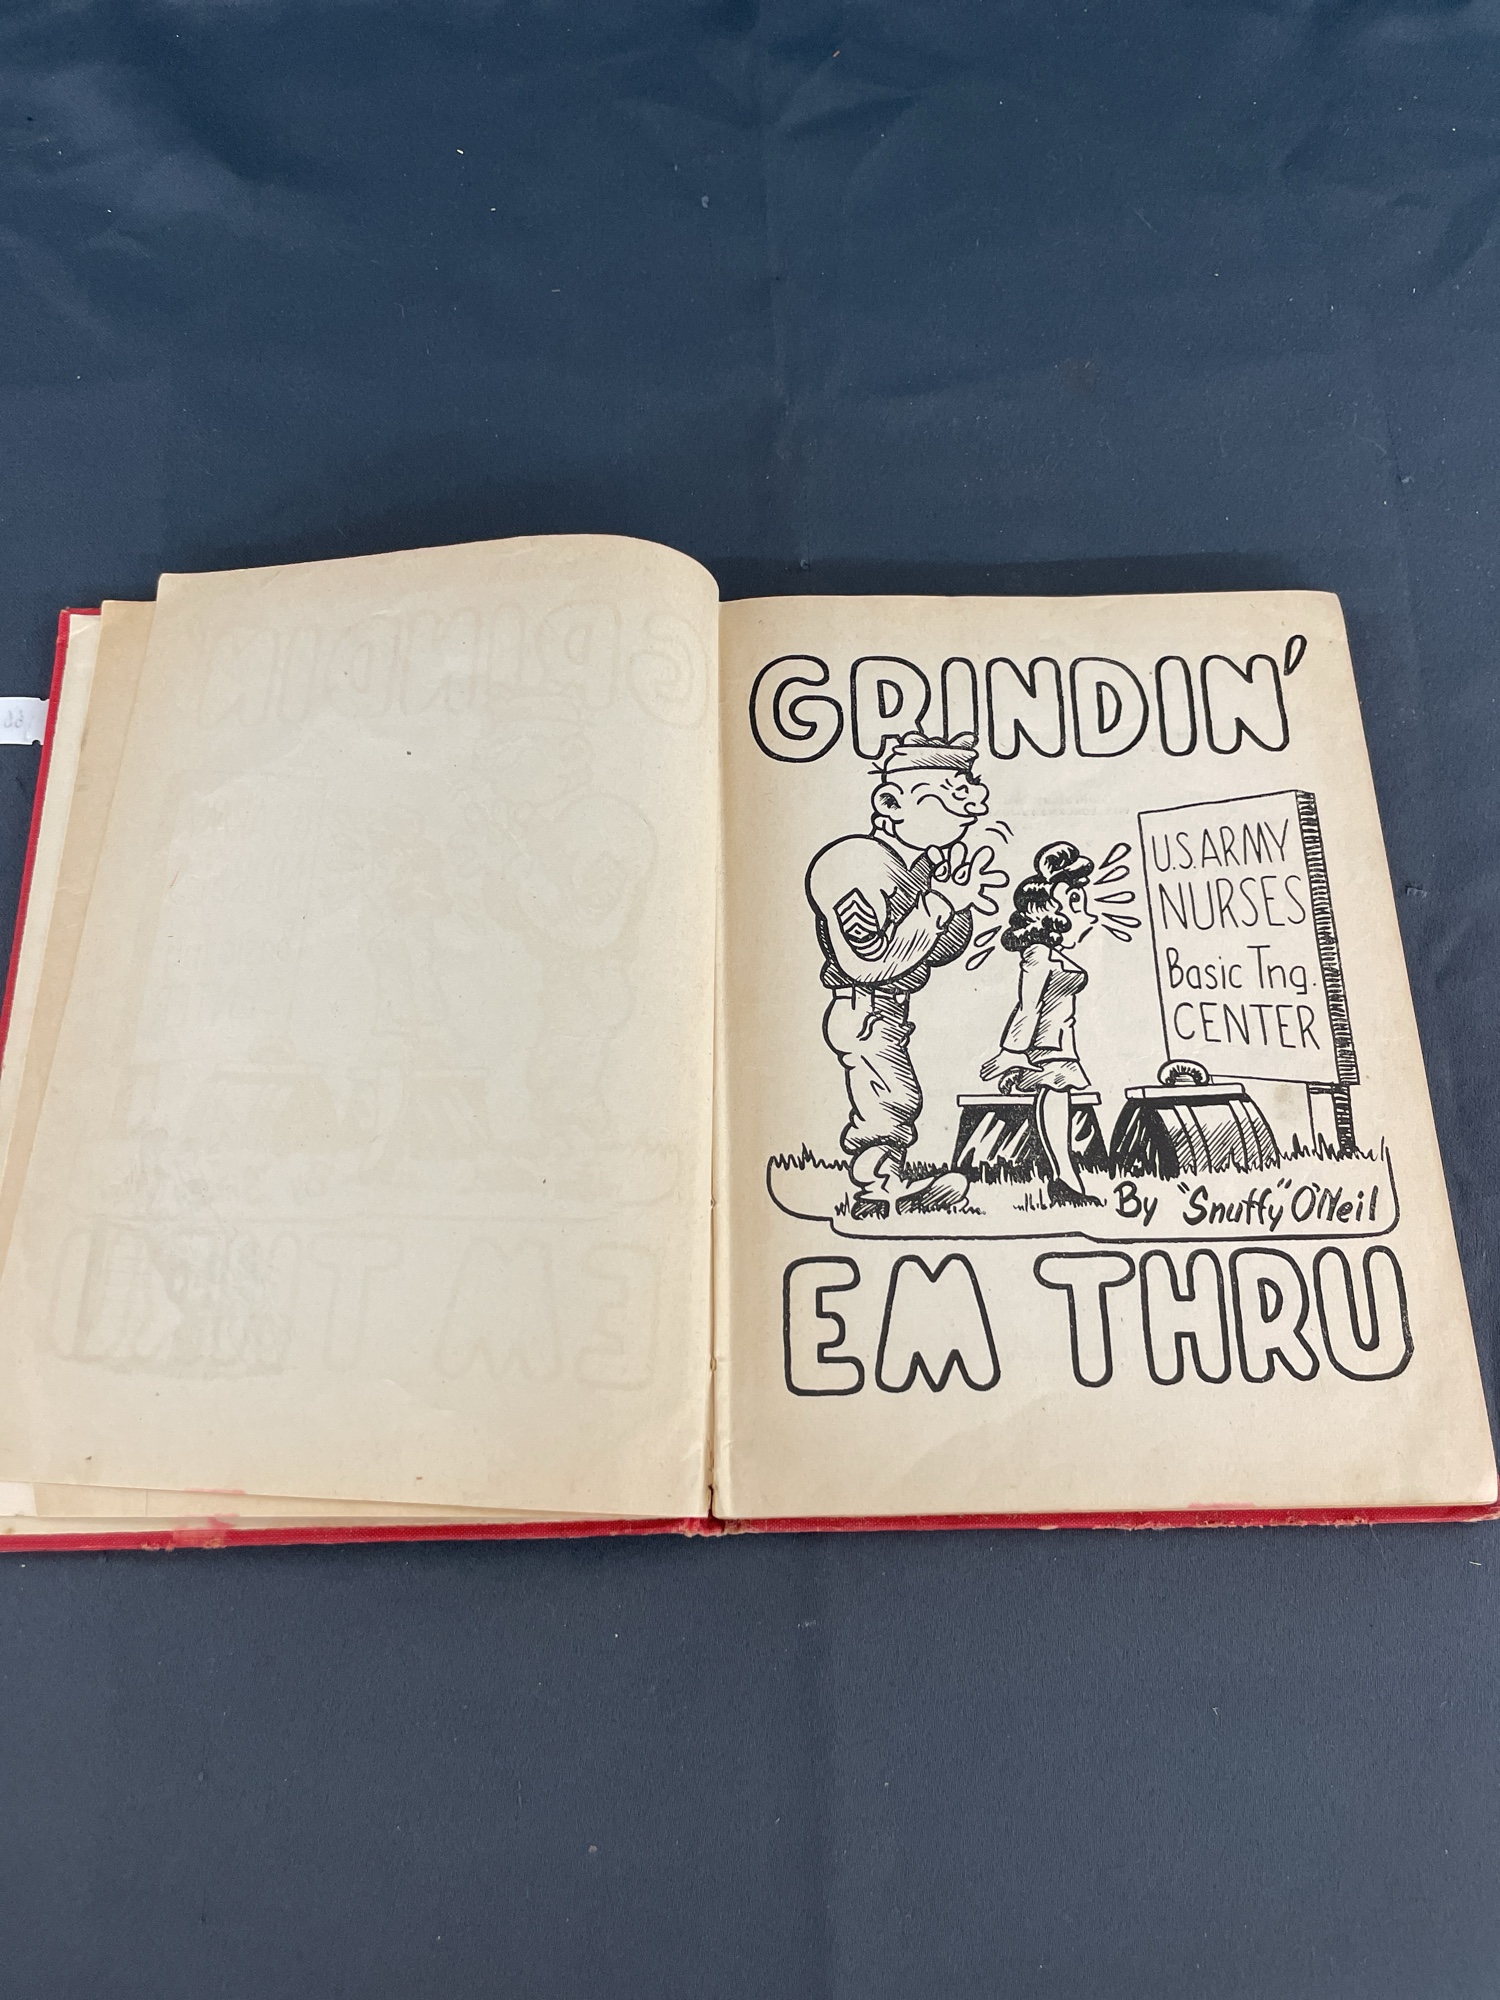 GRINDIN'
U.S. ARMY
NURSES
Basic Tng.
CENTER
By "Snuffy" O'Neil
EM THRU